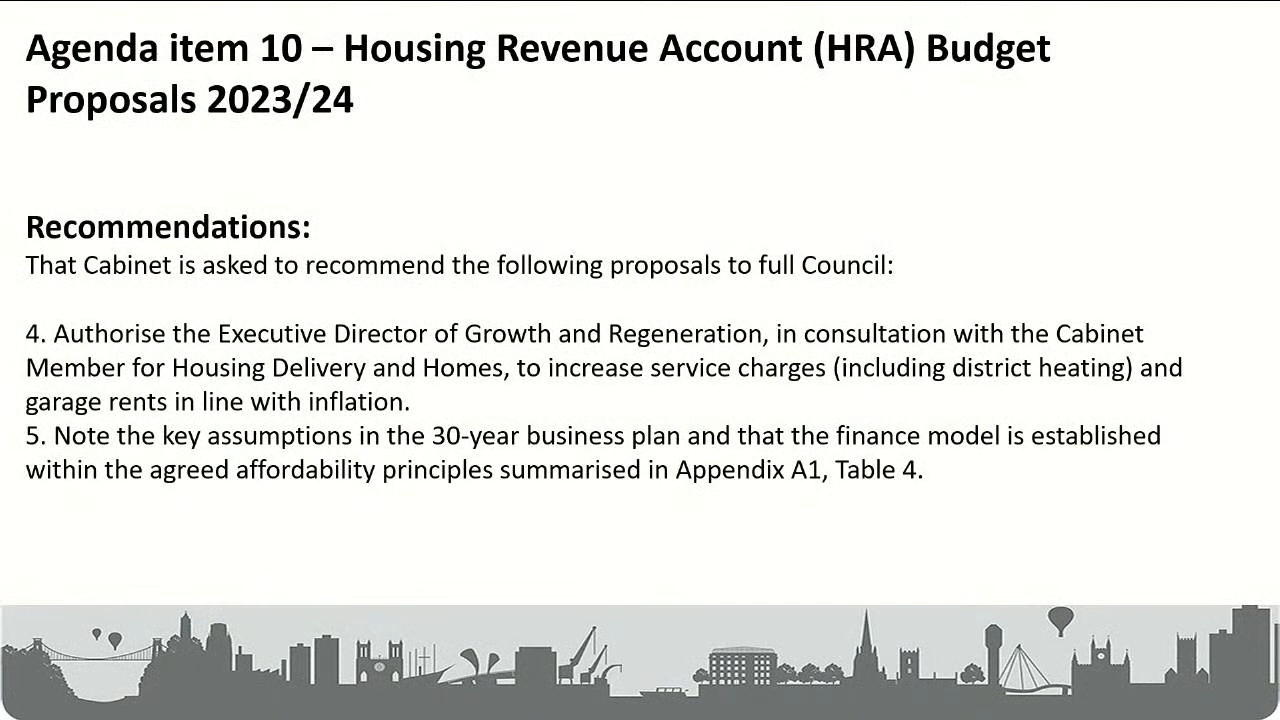 Agenda item 10 – Housing Revenue Account (HRA) Budget
Proposals 2023/24
Recommendations:
That Cabinet is asked to recommend the following proposals to full Council:
4. Authorise the Executive Director of Growth and Regeneration, in consultation with the Cabinet
Member for Housing Delivery and Homes, to increase service charges (including district heating) and
garage rents in line with inflation.
5. Note the key assumptions in the 30-year business plan and that the finance model is established
within the agreed affordability principles summarised in Appendix A1, Table 4.